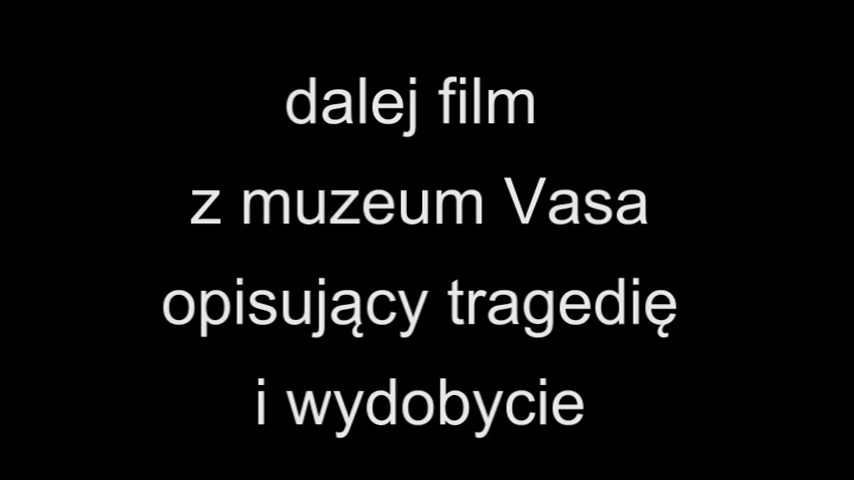 dalej film
z muzeum Vasa
opisujący tragedię
i wydobycie